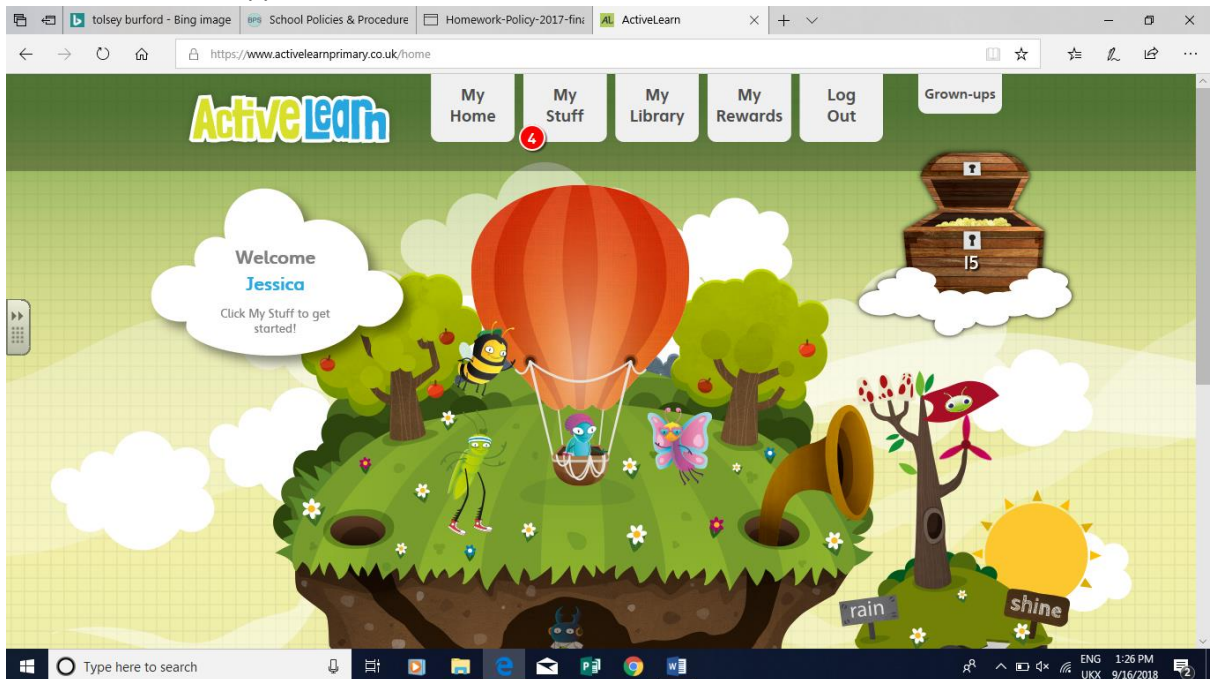 tolsey burford - Bing image
BPS School Policies & Procedure
Homework-Policy-2017-fina
AL ActiveLearn
https://www.activelearnprimary.co.uk/home
ActiveLearn
My Home
My Stuff
4
My Library
My Rewards
Log Out
Grown-ups
15
Welcome
Jessica
Click My Stuff to get
started!
rain
shine
Type here to search
ENG
UKX
1:26 PM
9/16/2018
2